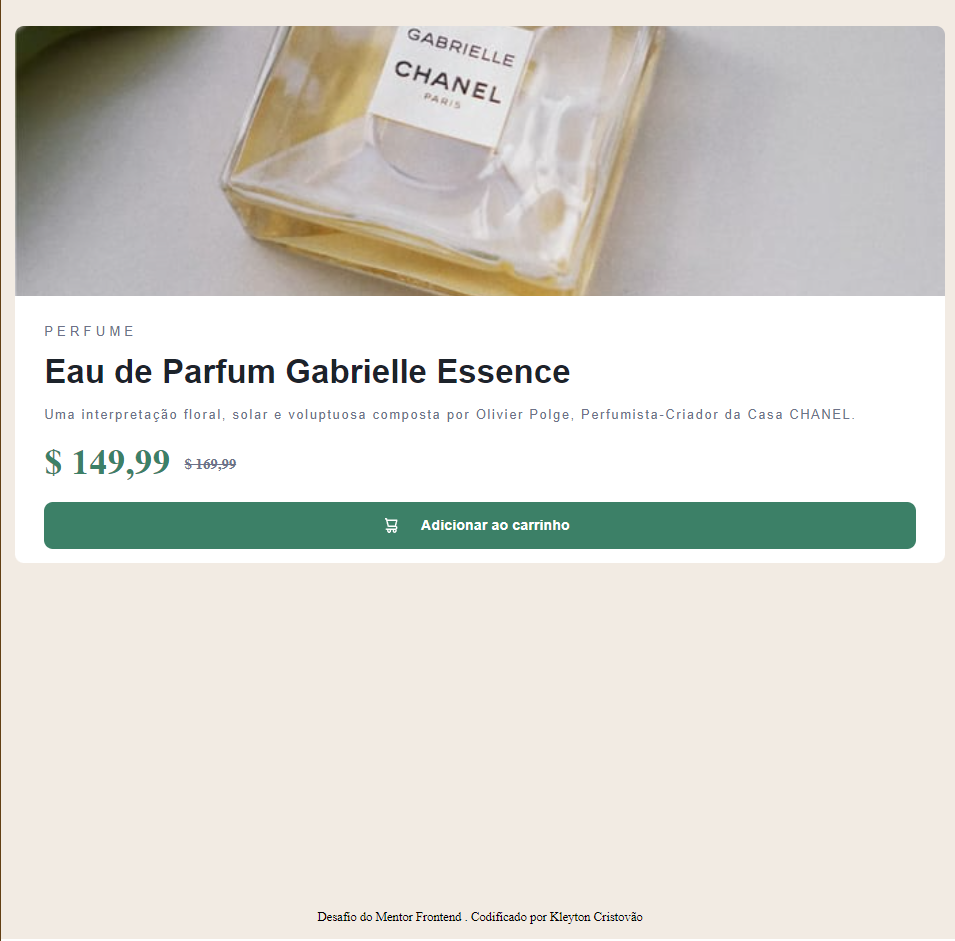 GABRIELLE
CHANEL
PARIS
PERFUME
Eau de Parfum Gabrielle Essence
Uma interpretação floral, solar e voluptuosa composta por Olivier Polge, Perfumista-Criador da Casa CHANEL.
$ 149,99 $ 169,99
Adicionar ao carrinho
Desafio do Mentor Frontend . Codificado por Kleyton Cristovão